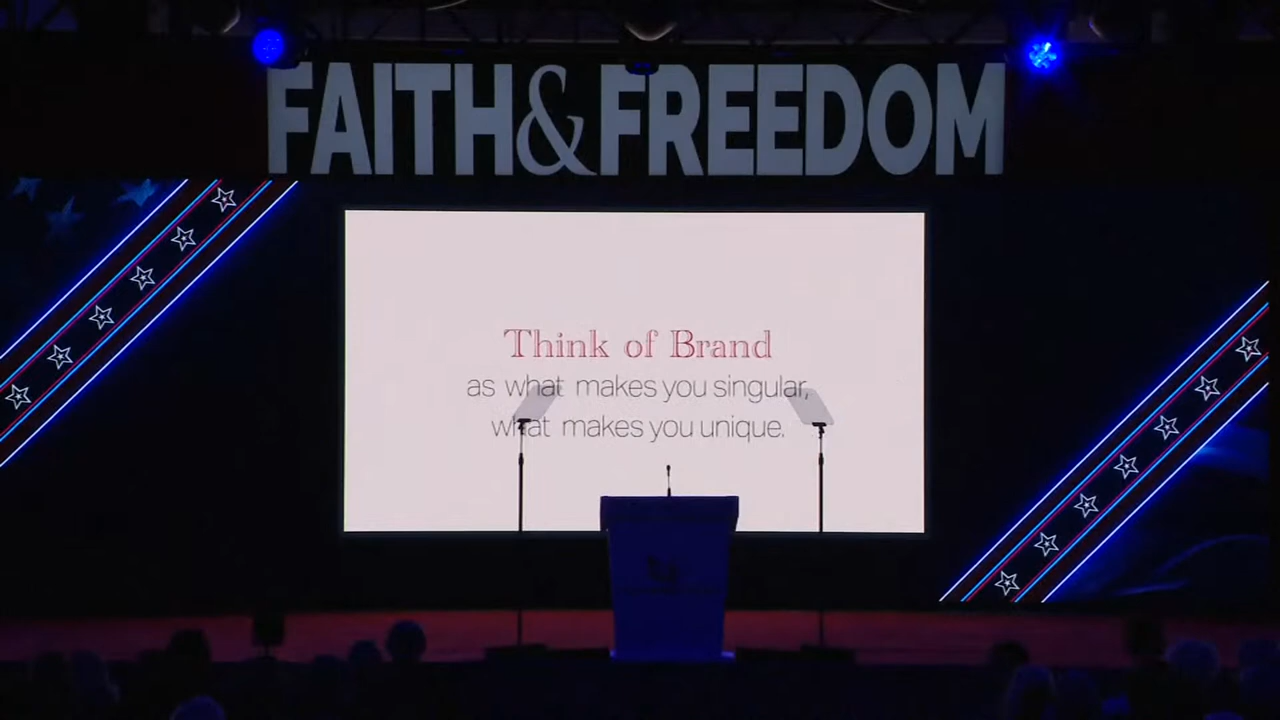 FAITH & FREEDOM
Think of Brand
as what makes you singular,
what makes you unique.